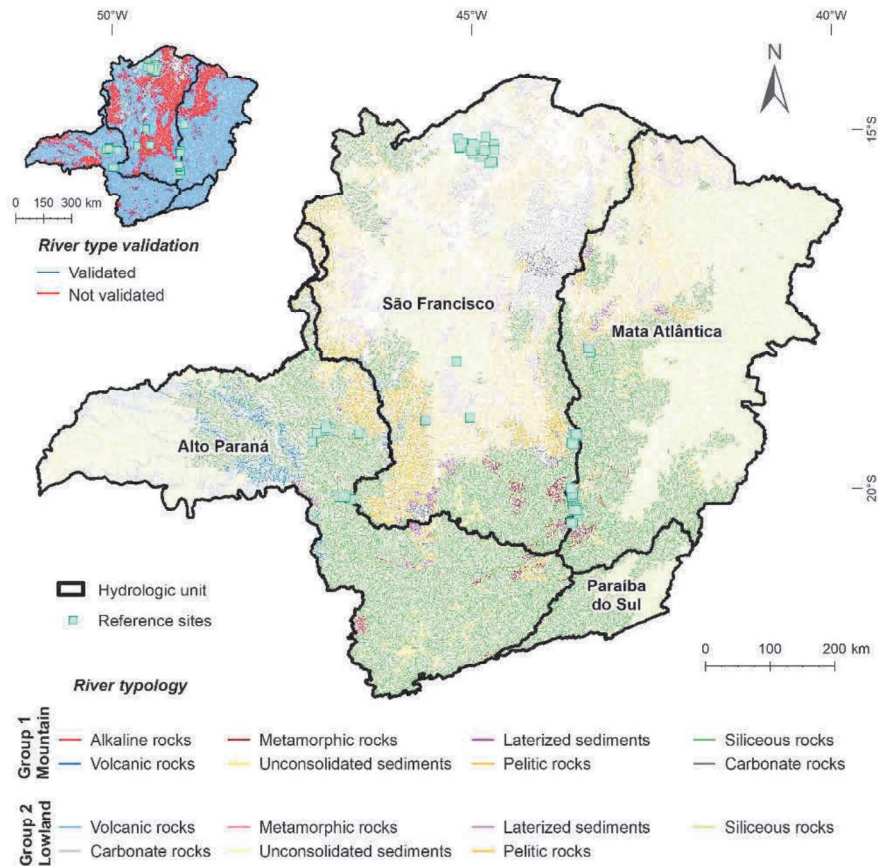 50°W 45°W 40°W
N
15°S
0 150 300 km
River type validation
Validated
Not validated
São Francisco
Mata Atlântica
Alto Paraná
20°S
Paraíba
do Sul
Hydrologic unit
Reference sites
0 100 200 km
River typology
Group 1
Mountain
Alkaline rocks Metamorphic rocks Laterized sediments Siliceous rocks
Volcanic rocks Unconsolidated sediments Pelitic rocks Carbonate rocks
Group 2
Lowland
Volcanic rocks Metamorphic rocks Laterized sediments Siliceous rocks
Carbonate rocks Unconsolidated sediments Pelitic rocks